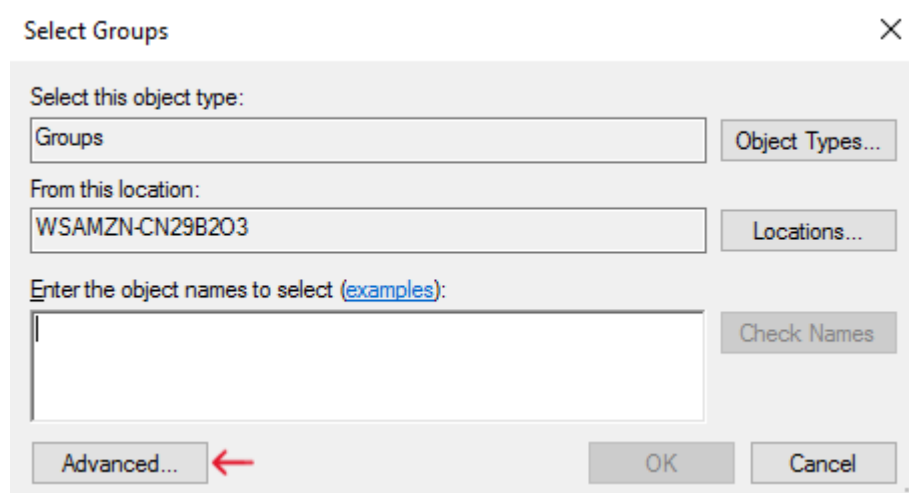 Select Groups
Select this object type:
Groups
Object Types...
From this location:
WSAMZN-CN29B2O3
Locations...
Enter the object names to select (examples):
Check Names
Advanced...
OK
Cancel